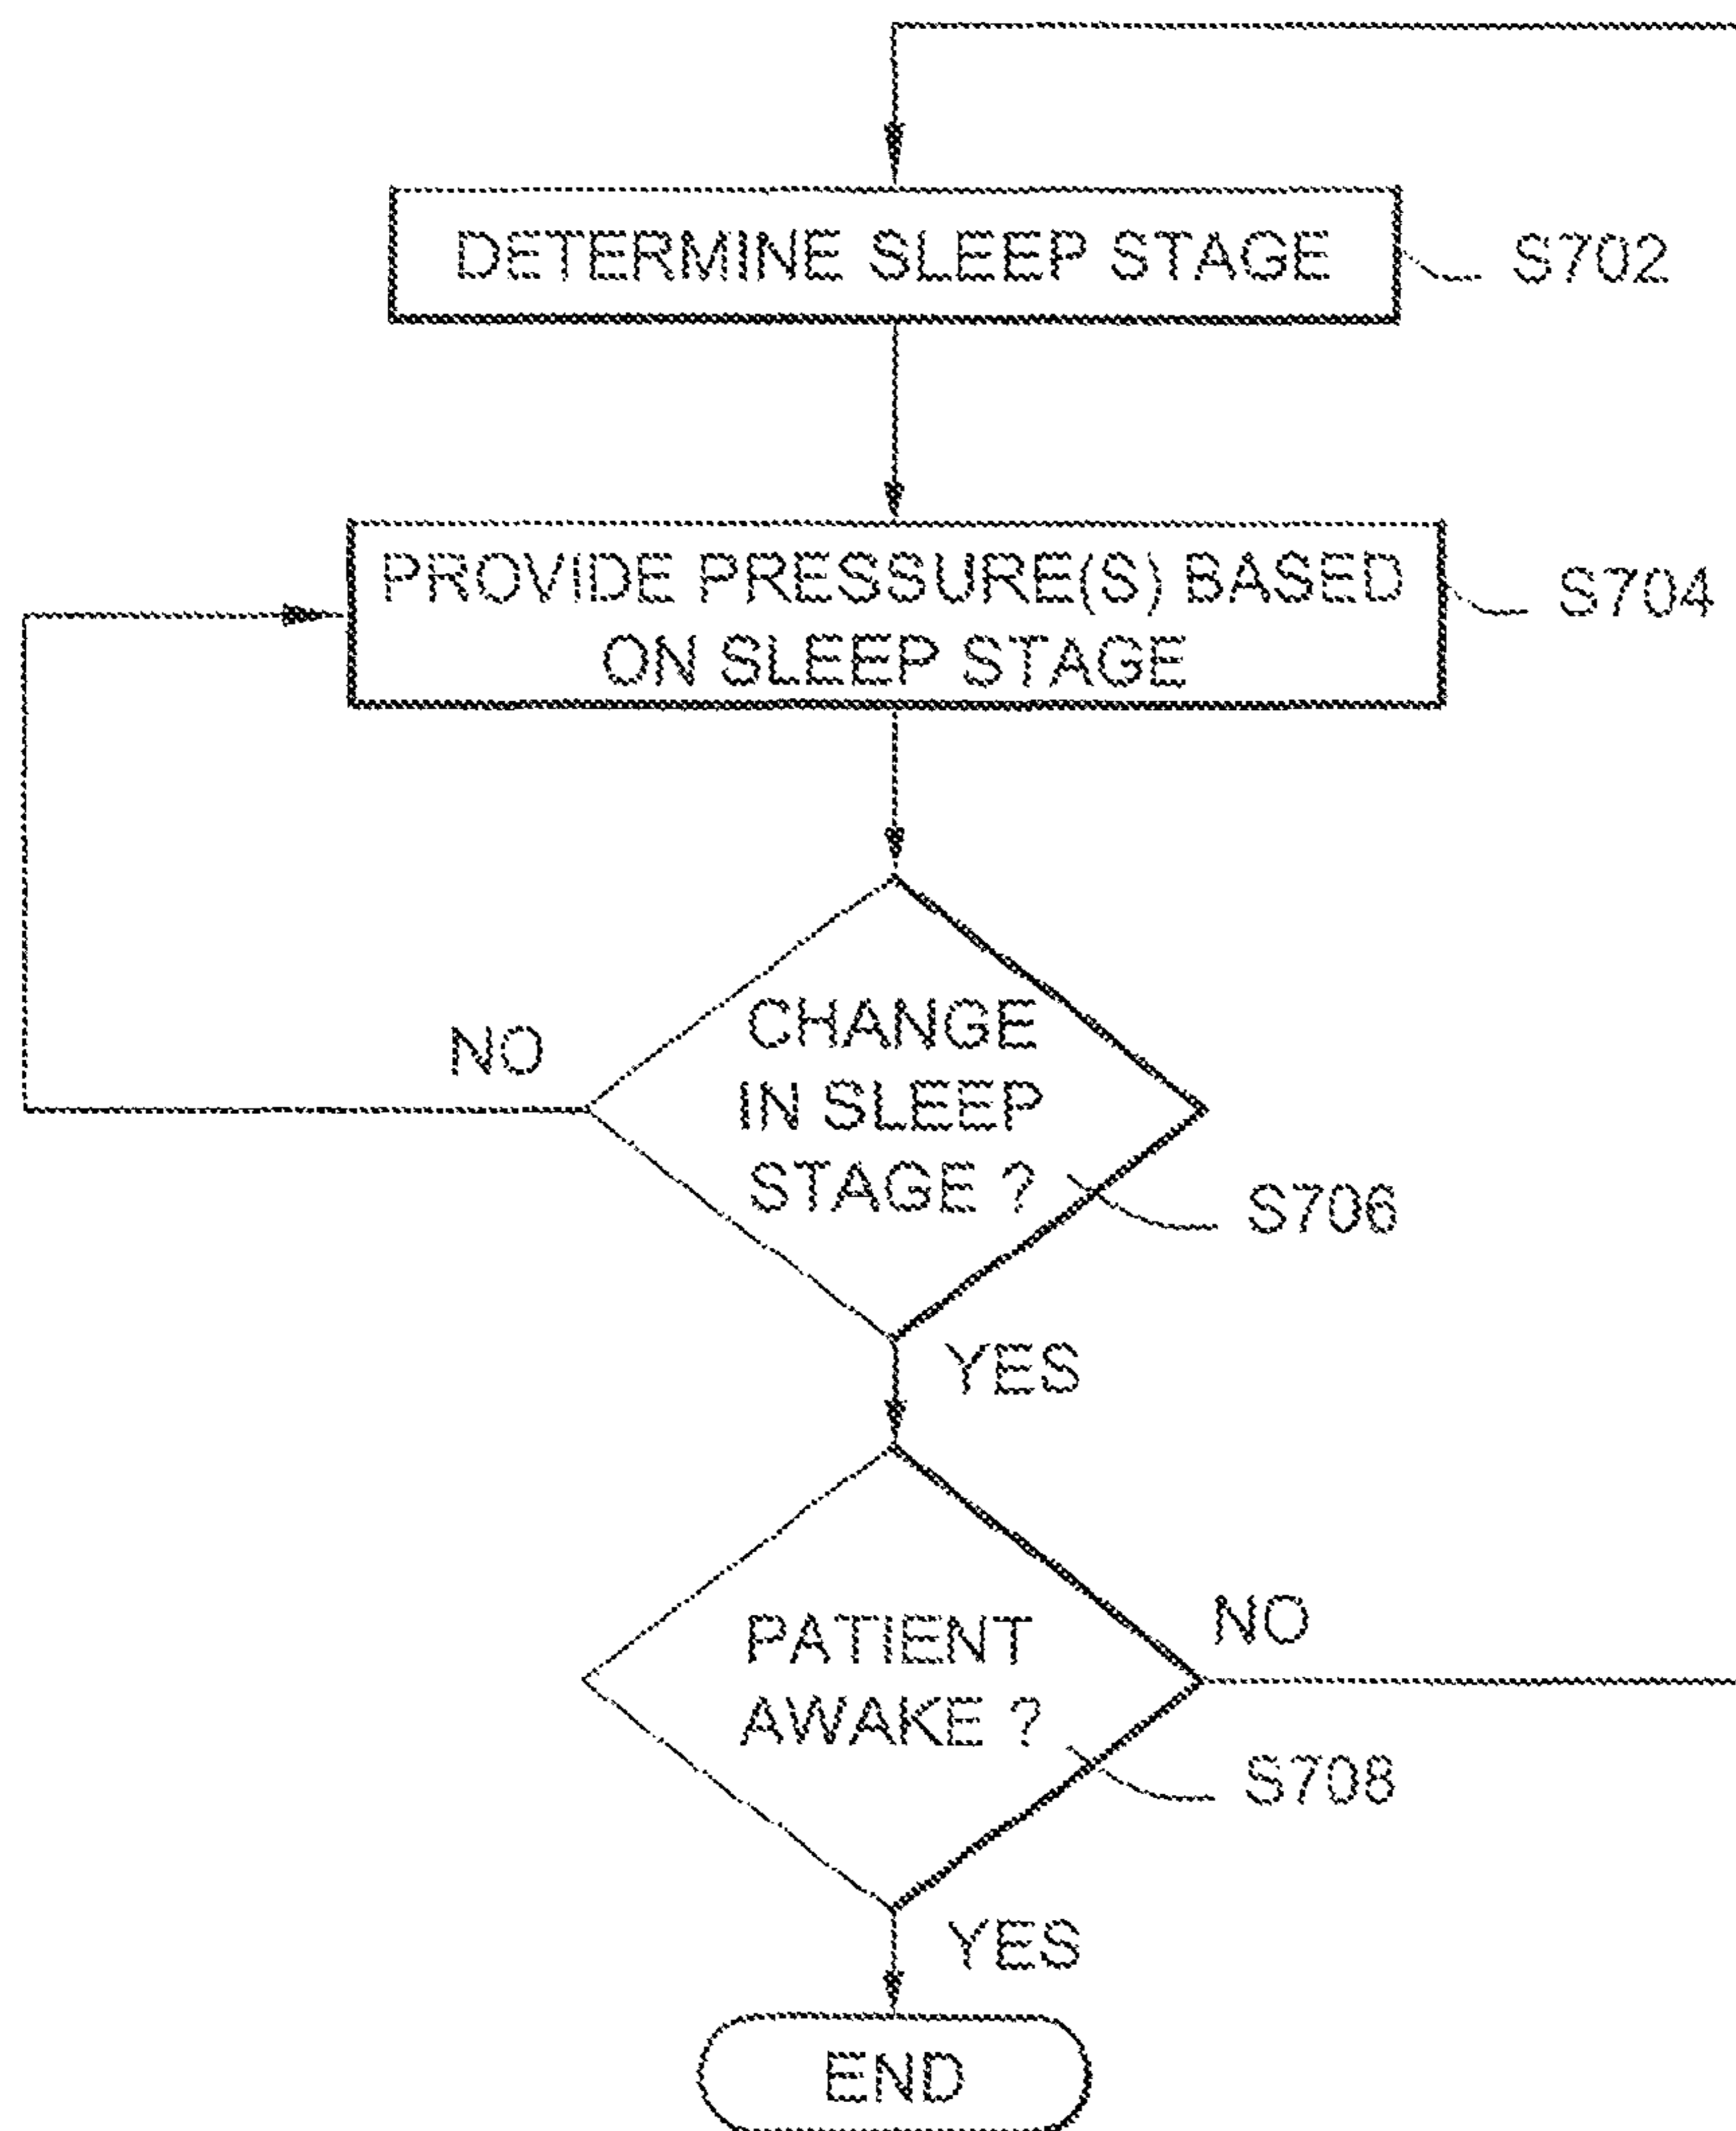 DETERMINE SLEEP STAGE
S702
PROVIDE PRESSURE(S) BASED
ON SLEEP STAGE
S704
CHANGE
IN SLEEP
STAGE ?
NO
S706
YES
PATIENT
AWAKE ?
NO
S708
YES
END